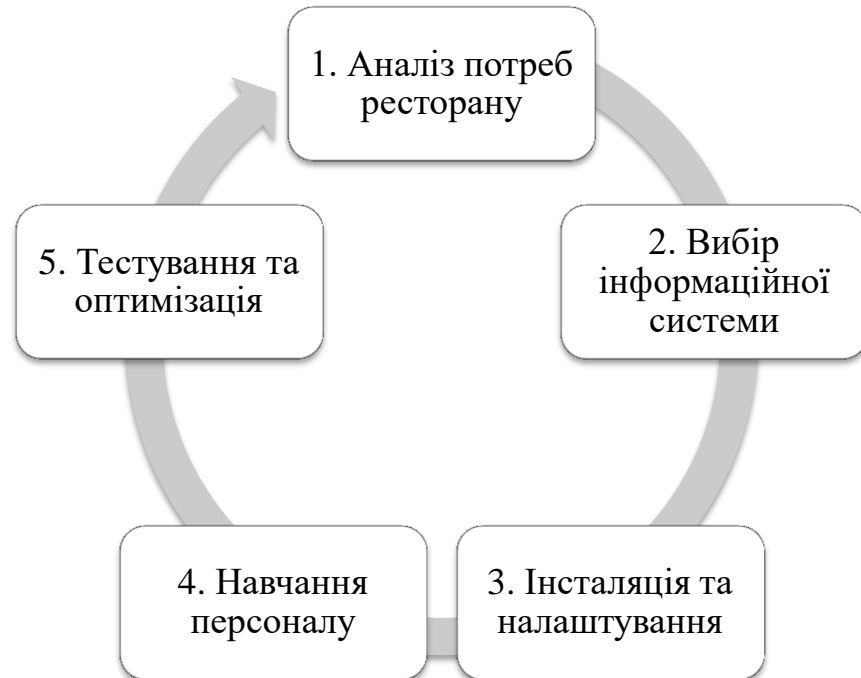 1. Аналіз потреб
ресторану
2. Вибір
інформаційної
системи
3. Інсталяція та
налаштування
4. Навчання
персоналу
5. Тестування та
оптимізація